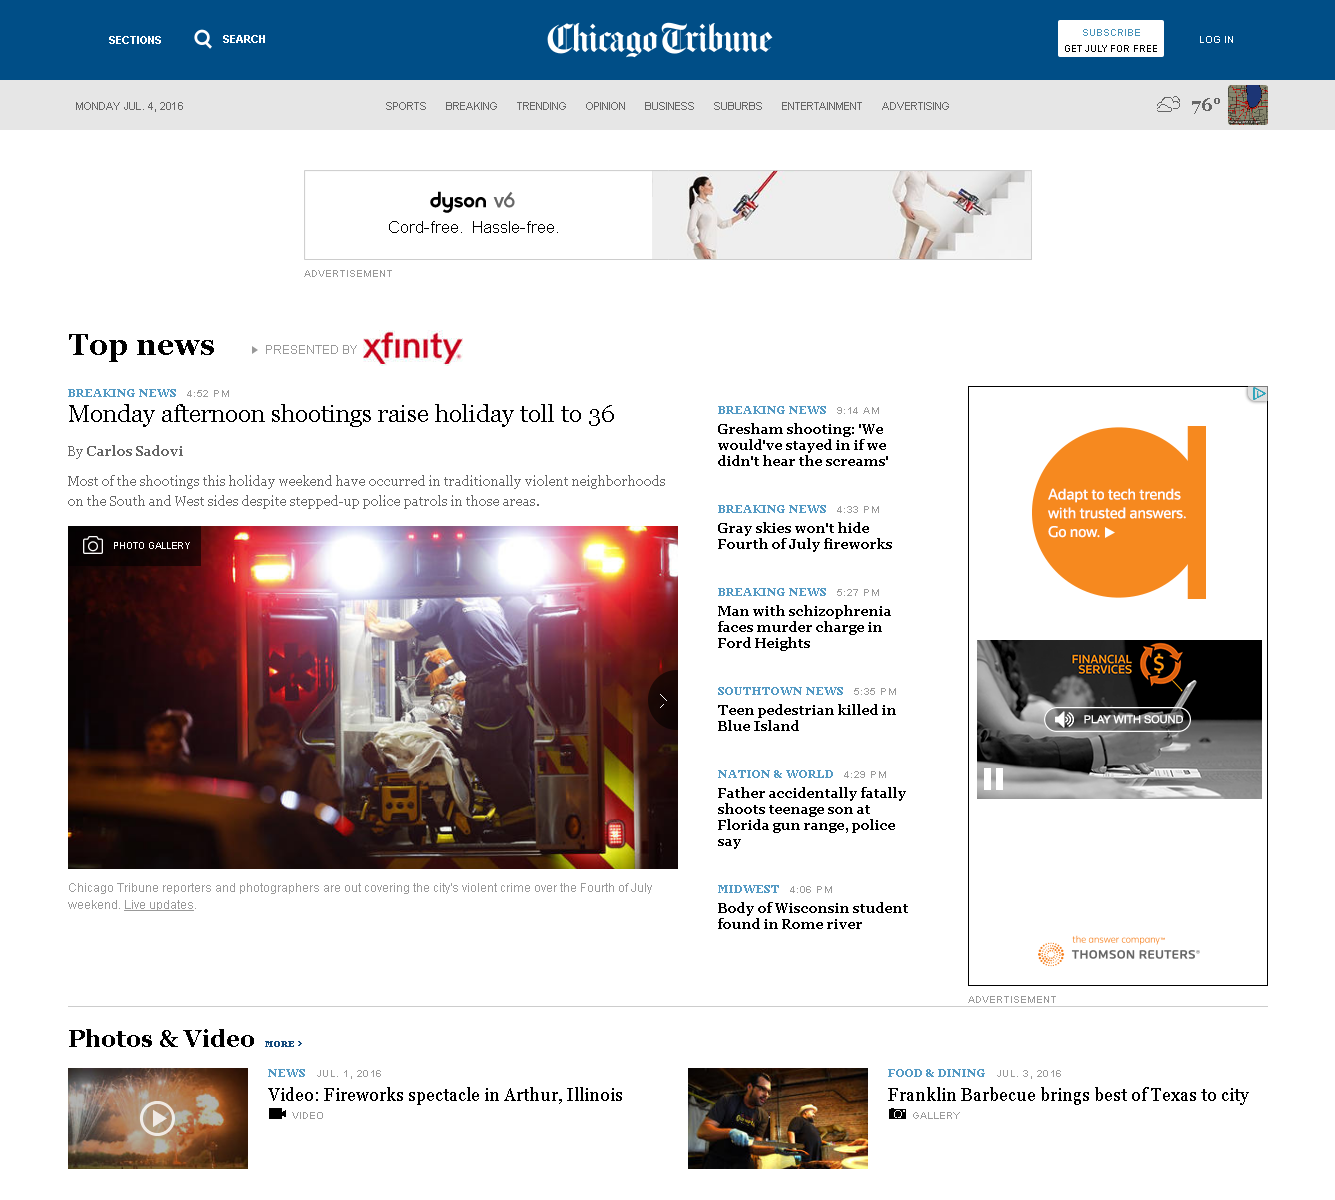 SECTIONS
SEARCH
Chicago Tribune
SUBSCRIBE
GET JULY FOR FREE
LOG IN
MONDAY JUL. 4, 2016
SPORTS BREAKING TRENDING OPINION BUSINESS SUBURBS ENTERTAINMENT ADVERTISING
76°
dyson v6
Cord-free. Hassle-free.
ADVERTISEMENT
Top news
PRESENTED BY xfinity
BREAKING NEWS 4:52 PM
Monday afternoon shootings raise holiday toll to 36
By Carlos Sadovi
Most of the shootings this holiday weekend have occurred in traditionally violent neighborhoods
on the South and West sides despite stepped-up police patrols in those areas.
PHOTO GALLERY
Chicago Tribune reporters and photographers are out covering the city's violent crime over the Fourth of July
weekend. Live updates.
BREAKING NEWS 9:14 AM
Gresham shooting: 'We
would've stayed in if we
didn't hear the screams'
BREAKING NEWS 4:33 PM
Gray skies won't hide
Fourth of July fireworks
BREAKING NEWS 5:27 PM
Man with schizophrenia
faces murder charge in
Ford Heights
SOUTHTOWN NEWS 5:35 PM
Teen pedestrian killed in
Blue Island
NATION & WORLD 4:29 PM
Father accidentally fatally
shoots teenage son at
Florida gun range, police
say
MIDWEST 4:06 PM
Body of Wisconsin student
found in Rome river
Adapt to tech trends
with trusted answers.
Go now.
FINANCIAL
SERVICES
PLAY WITH SOUND
the answer company™
THOMSON REUTERS®
ADVERTISEMENT
Photos & Video MORE >
NEWS JUL. 1, 2016
Video: Fireworks spectacle in Arthur, Illinois
VIDEO
FOOD & DINING JUL. 3, 2016
Franklin Barbecue brings best of Texas to city
GALLERY